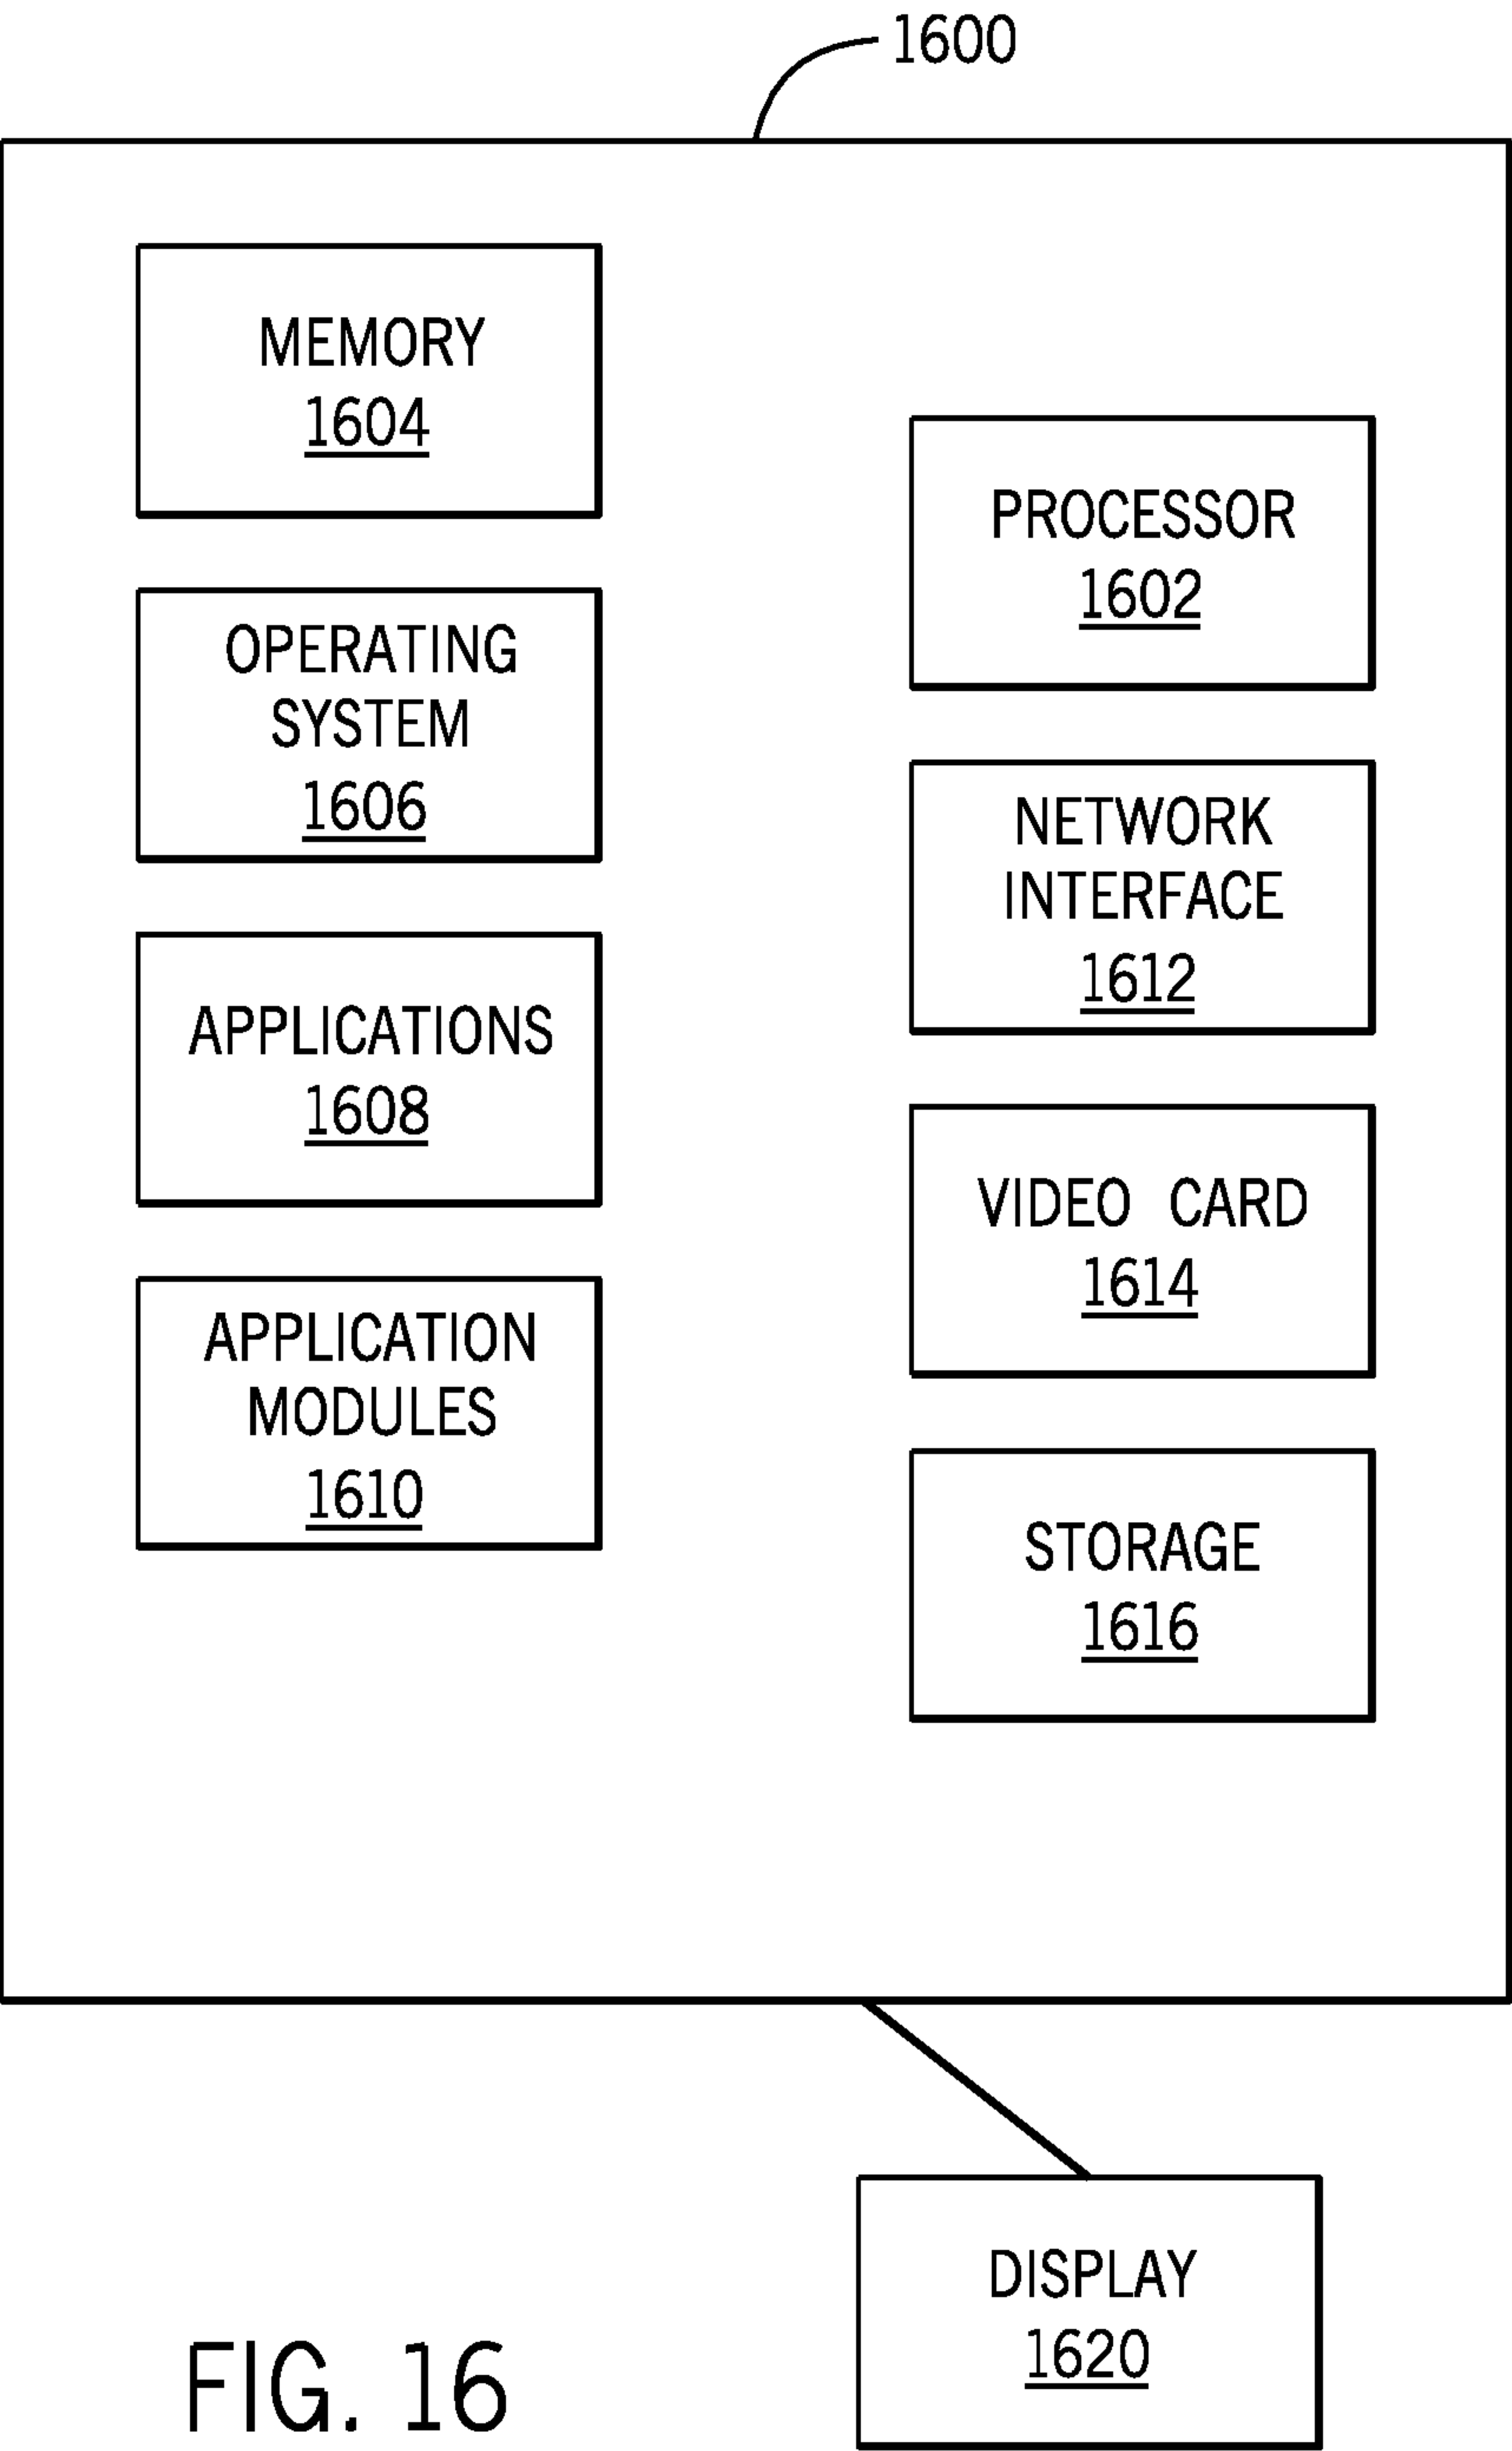 1600
MEMORY
1604
OPERATING
SYSTEM
1606
APPLICATIONS
1608
APPLICATION
MODULES
1610
PROCESSOR
1602
NETWORK
INTERFACE
1612
VIDEO CARD
1614
STORAGE
1616
DISPLAY
1620
FIG. 16